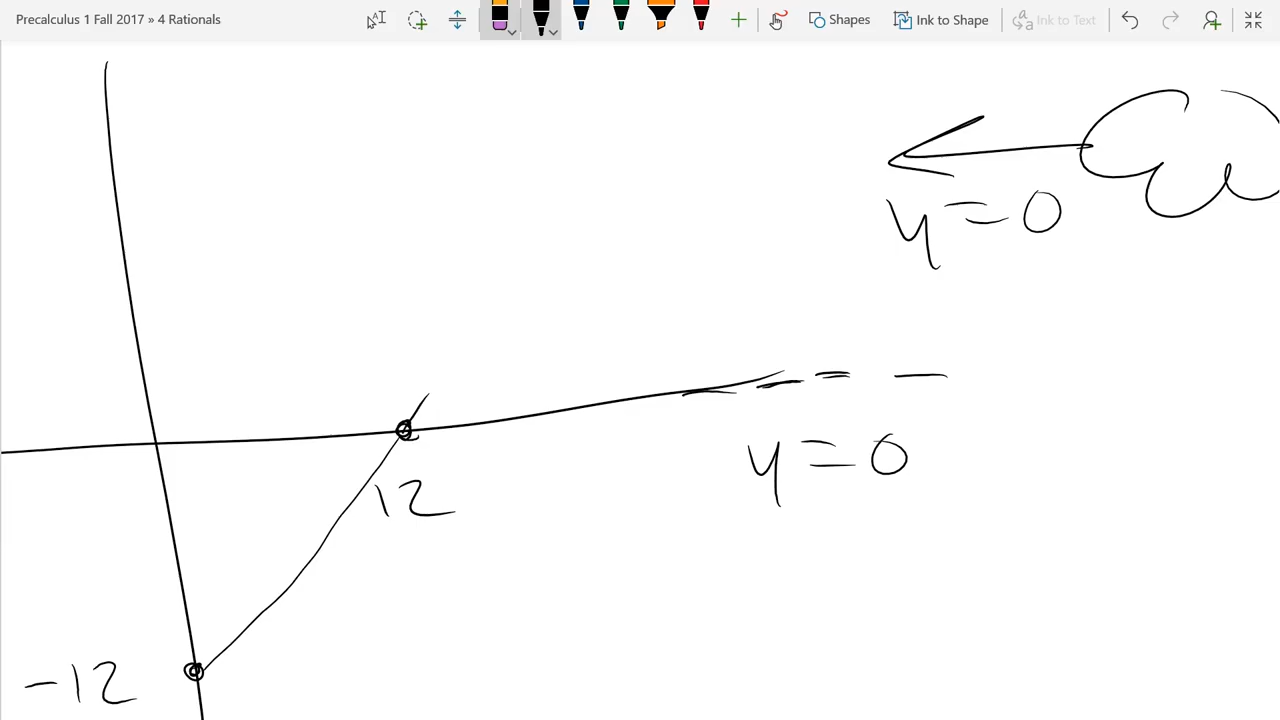 Precalculus 1 Fall 2017 » 4 Rationals
Shapes
Ink to Shape
Ink to Text
y=0
y=0
12
-12